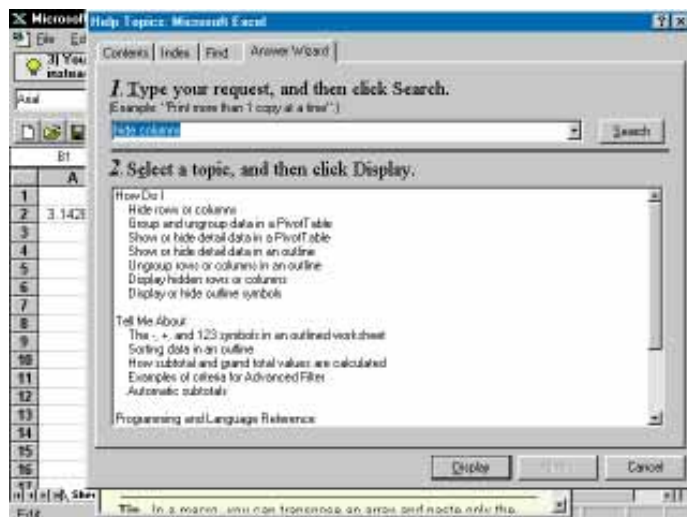 Microsoft
Help Topics: Microsoft Excel
File Ed
3) You
instead
Arial
B1
A
1
2 3.142
3
4
5
6
7
8
9
10
11
12
13
14
15
16
17
Contents Index Find Answer Wizard
1. Type your request, and then click Search.
(Example: "Print more than 1 copy at a time".)
hide columns
Search
2. Select a topic, and then click Display.
How Do I
Hide rows or columns
Group and ungroup data in a PivotTable
Show or hide detail data in a PivotTable
Show or hide detail data in an outline
Ungroup rows or columns in an outline
Display hidden rows or columns
Display or hide outline symbols
Tell Me About
The -, +, and 123 symbols in an outlined worksheet
Sorting data in an outline
How subtotal and grand total values are calculated
Examples of criteria for Advanced Filter
Automatic subtotals
Programming and Language Reference
Display
Cancel
She
Edit
Tip In a macro, you can transpose an array and paste only the